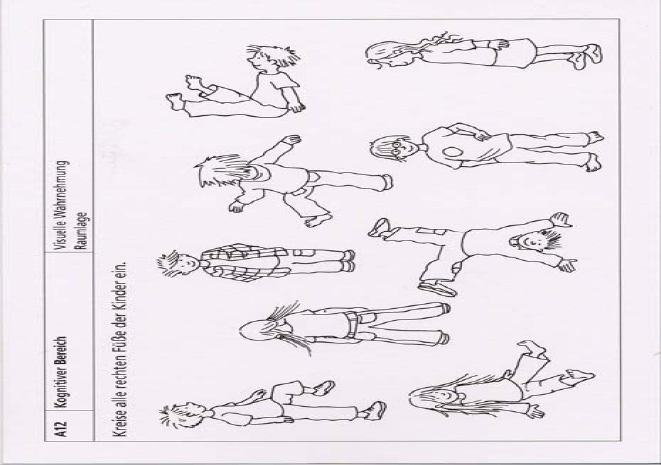 A12 Kognitiver Bereich
Visuelle Wahrnehmung
Raumlage
Kreise alle rechten Füße der Kinder ein.